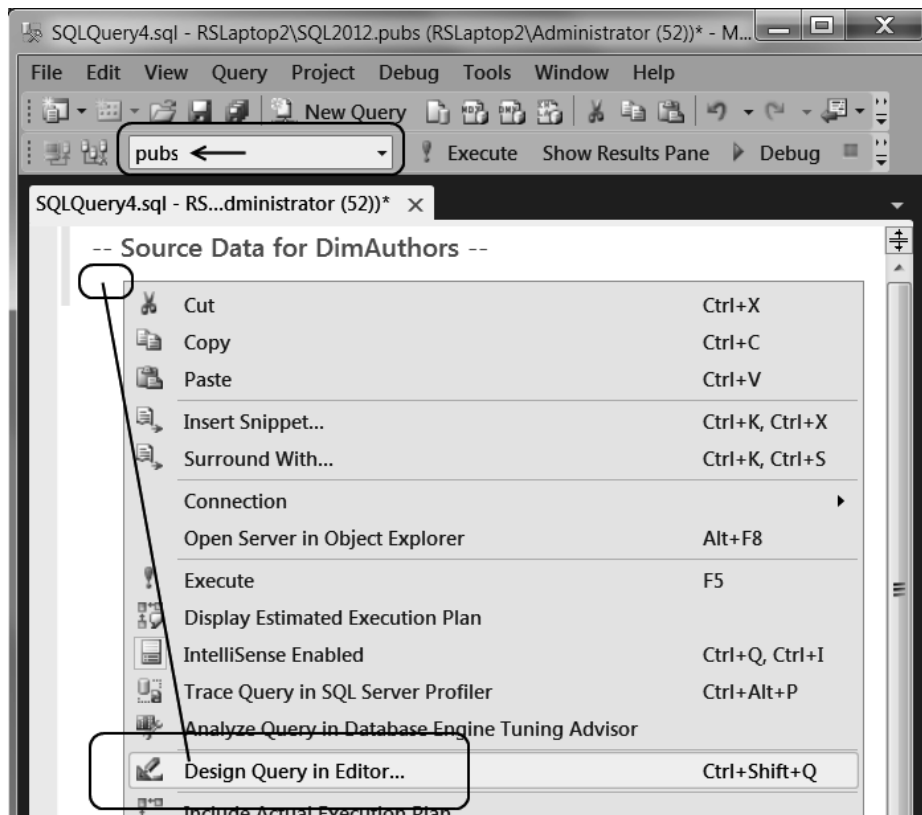 SQLQuery4.sql - RSLaptop2\SQL2012.pubs (RSLaptop2\Administrator (52))* - M...
File Edit View Query Project Debug Tools Window Help
New Query
pubs Execute Show Results Pane Debug
SQLQuery4.sql - RS...dministrator (52))*
-- Source Data for DimAuthors --
Cut Ctrl+X
Copy Ctrl+C
Paste Ctrl+V
Insert Snippet... Ctrl+K, Ctrl+X
Surround With... Ctrl+K, Ctrl+S
Connection
Open Server in Object Explorer Alt+F8
Execute F5
Display Estimated Execution Plan
IntelliSense Enabled Ctrl+Q, Ctrl+I
Trace Query in SQL Server Profiler Ctrl+Alt+P
Analyze Query in Database Engine Tuning Advisor
Design Query in Editor... Ctrl+Shift+Q
Include Actual Execution Plan